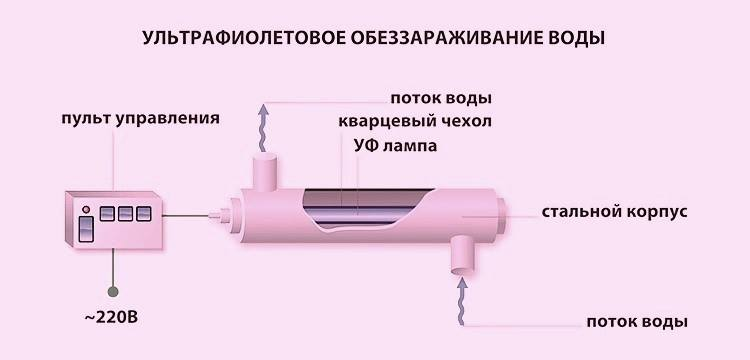 УЛЬТРАФИОЛЕТОВОЕ ОБЕЗЗАРАЖИВАНИЕ ВОДЫ
поток воды
пульт управления
кварцевый чехол
УФ лампа
стальной корпус
~220В
поток воды